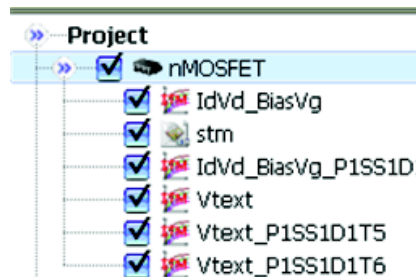 Project
nMOSFET
IdVd_BiasVg
stm
IdVd_BiasVg_P1SS1D
Vtext
Vtext_P1SS1D1T5
Vtext_P1SS1D1T6